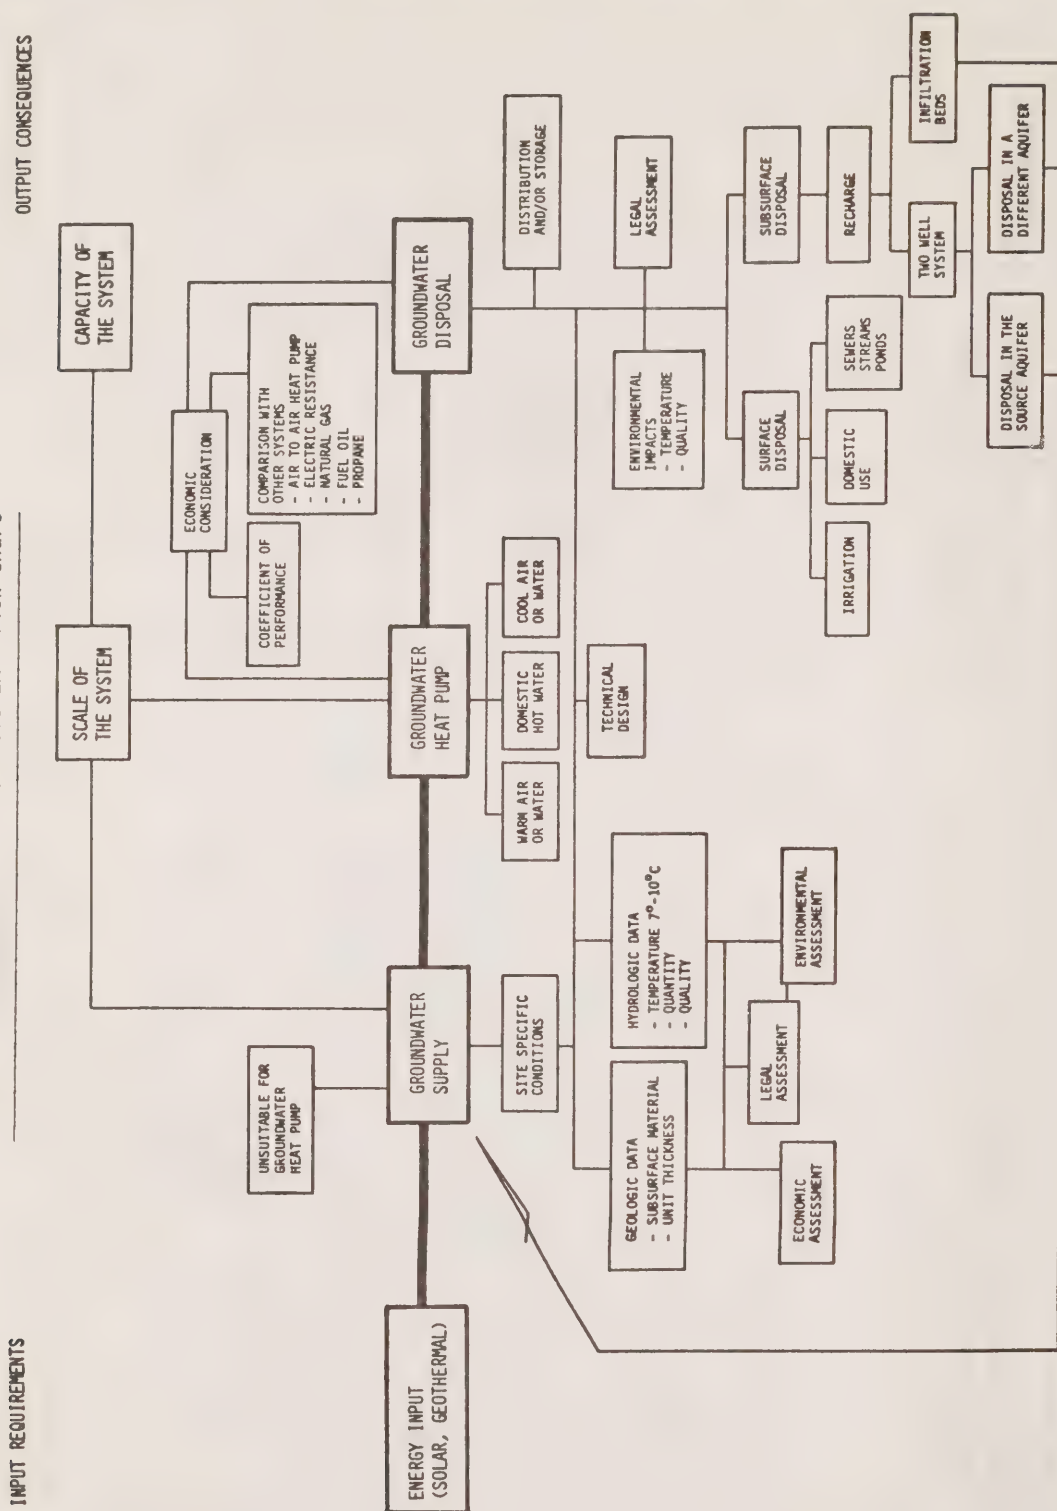 INPUT REQUIREMENTS
OUTPUT CONSEQUENCES
SCALE OF
THE SYSTEM
CAPACITY OF
THE SYSTEM
ECONOMIC
CONSIDERATION
UNSUITABLE FOR
GROUNDWATER
HEAT PUMP
COEFFICIENT OF
PERFORMANCE
COMPARISON WITH
OTHER SYSTEMS
- AIR TO AIR HEAT PUMP
- ELECTRIC RESISTANCE
- NATURAL GAS
- FUEL OIL
- PROPANE
ENERGY INPUT
(SOLAR, GEOTHERMAL)
GROUNDWATER
SUPPLY
GROUNDWATER
HEAT PUMP
GROUNDWATER
DISPOSAL
SITE SPECIFIC
CONDITIONS
WARM AIR
OR WATER
DOMESTIC
HOT WATER
COOL AIR
OR WATER
DISTRIBUTION
AND/OR STORAGE
GEOLOGIC DATA
- SUBSURFACE MATERIAL
- UNIT THICKNESS
HYDROLOGIC DATA
- TEMPERATURE 7°-10°C
- QUANTITY
- QUALITY
TECHNICAL
DESIGN
ENVIRONMENTAL
IMPACTS
- TEMPERATURE
- QUALITY
LEGAL
ASSESSMENT
ECONOMIC
ASSESSMENT
LEGAL
ASSESSMENT
ENVIRONMENTAL
ASSESSMENT
SURFACE
DISPOSAL
SUBSURFACE
DISPOSAL
IRRIGATION
DOMESTIC
USE
SEWERS
STREAMS
PONDS
RECHARGE
TWO WELL
SYSTEM
INFILTRATION
BEDS
DISPOSAL IN THE
SOURCE AQUIFER
DISPOSAL IN A
DIFFERENT AQUIFER